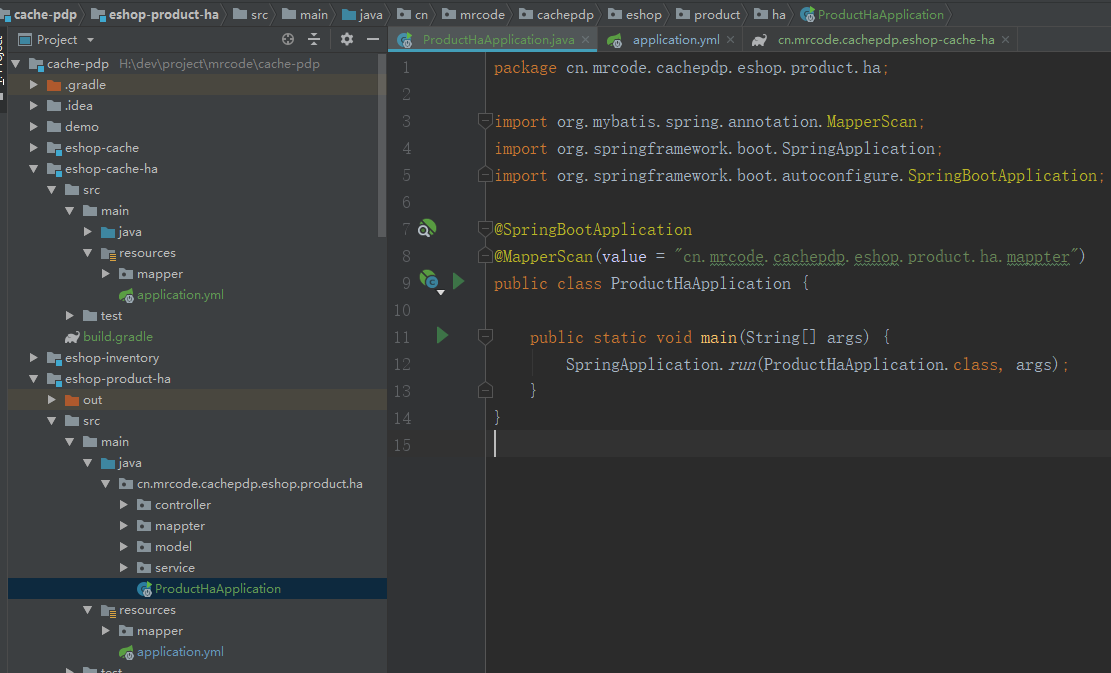 cache-pdp eshop-product-ha src main java cn mrcode cachepdp eshop product ha ProductHaApplication
Project
ProductHaApplication.java application.yml cn.mrcode.cachepdp.eshop-cache-ha
cache-pdp H:\dev\project\mrcode\cache-pdp
.gradle
.idea
demo
eshop-cache
eshop-cache-ha
src
main
java
resources
mapper
application.yml
test
build.gradle
eshop-inventory
eshop-product-ha
out
src
main
java
cn.mrcode.cachepdp.eshop.product.ha
controller
mappter
model
service
ProductHaApplication
resources
mapper
application.yml
test
1 package cn.mrcode.cachepdp.eshop.product.ha;
2
3 import org.mybatis.spring.annotation.MapperScan;
4 import org.springframework.boot.SpringApplication;
5 import org.springframework.boot.autoconfigure.SpringBootApplication;
6
7 @SpringBootApplication
8 @MapperScan(value = "cn.mrcode.cachepdp.eshop.product.ha.mappter")
9 public class ProductHaApplication {
10
11 public static void main(String[] args) {
12 SpringApplication.run(ProductHaApplication.class, args);
13 }
14 }
15